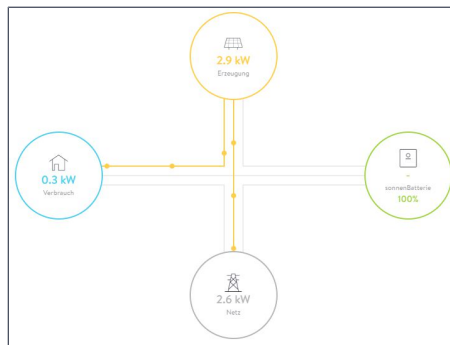 2.9 kW
Erzeugung
0.3 kW
Verbrauch
-
sonnenBatterie
100%
2.6 kW
Netz